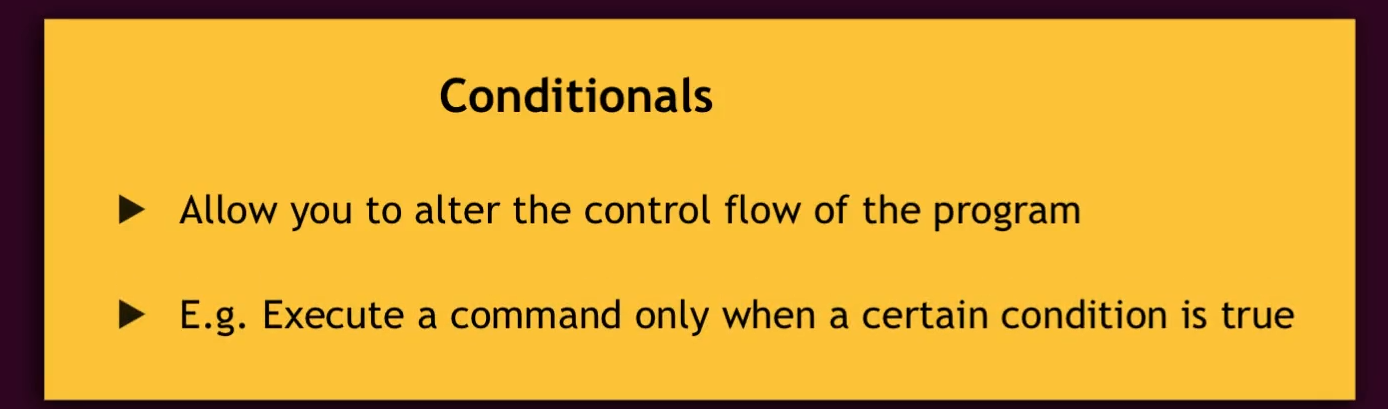 Conditionals
▶ Allow you to alter the control flow of the program
▶ E.g. Execute a command only when a certain condition is true